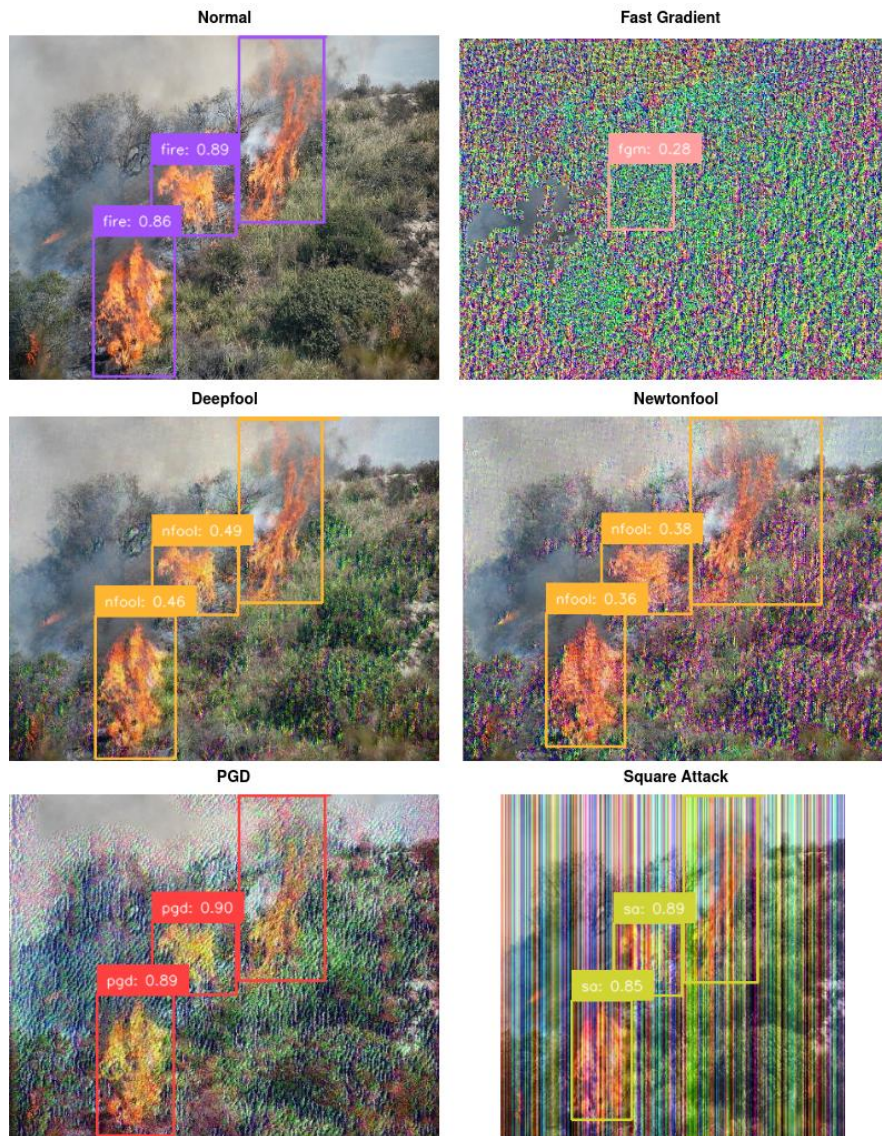 Normal
Fast Gradient
fire: 0.89
fire: 0.86
fgm: 0.28
Deepfool
Newtonfool
nfool: 0.49
nfool: 0.46
nfool: 0.38
nfool: 0.36
PGD
Square Attack
pgd: 0.90
pgd: 0.89
sa: 0.89
sa: 0.85